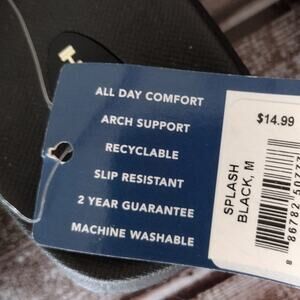 ALL DAY COMFORT
ARCH SUPPORT
RECYCLABLE
SLIP RESISTANT
2 YEAR GUARANTEE
MACHINE WASHABLE
$14.99
SPLASH
BLACK, M